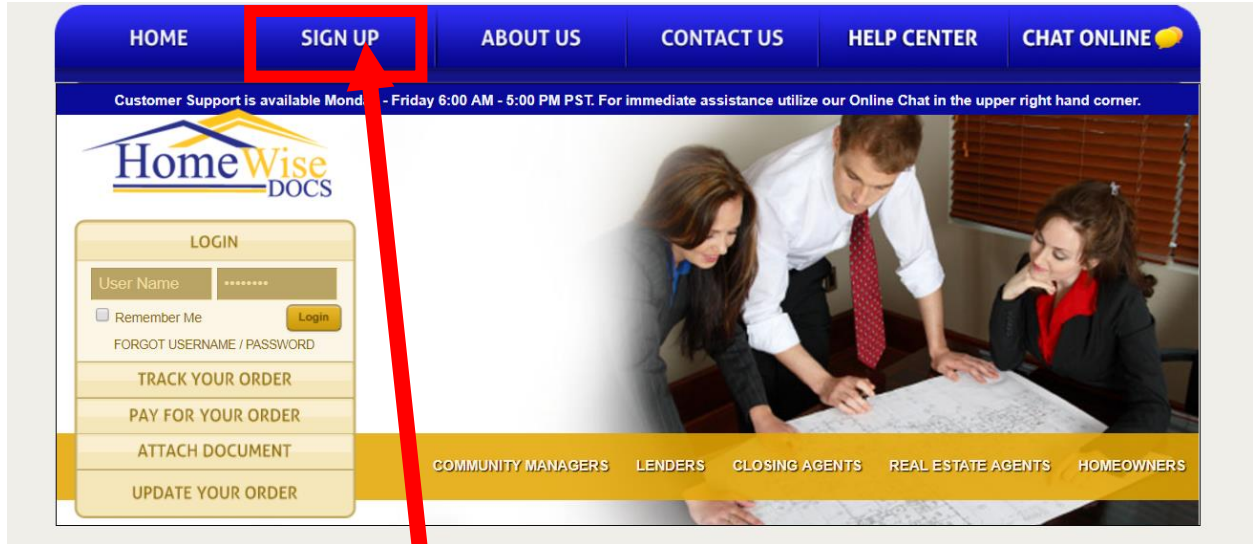 HOME SIGN UP ABOUT US CONTACT US HELP CENTER CHAT ONLINE
Customer Support is available Monday - Friday 6:00 AM - 5:00 PM PST. For immediate assistance utilize our Online Chat in the upper right hand corner.
HomeWise
DOCS
LOGIN
User Name ••••••••
Remember Me Login
FORGOT USERNAME / PASSWORD
TRACK YOUR ORDER
PAY FOR YOUR ORDER
ATTACH DOCUMENT
UPDATE YOUR ORDER
COMMUNITY MANAGERS LENDERS CLOSING AGENTS REAL ESTATE AGENTS HOMEOWNERS